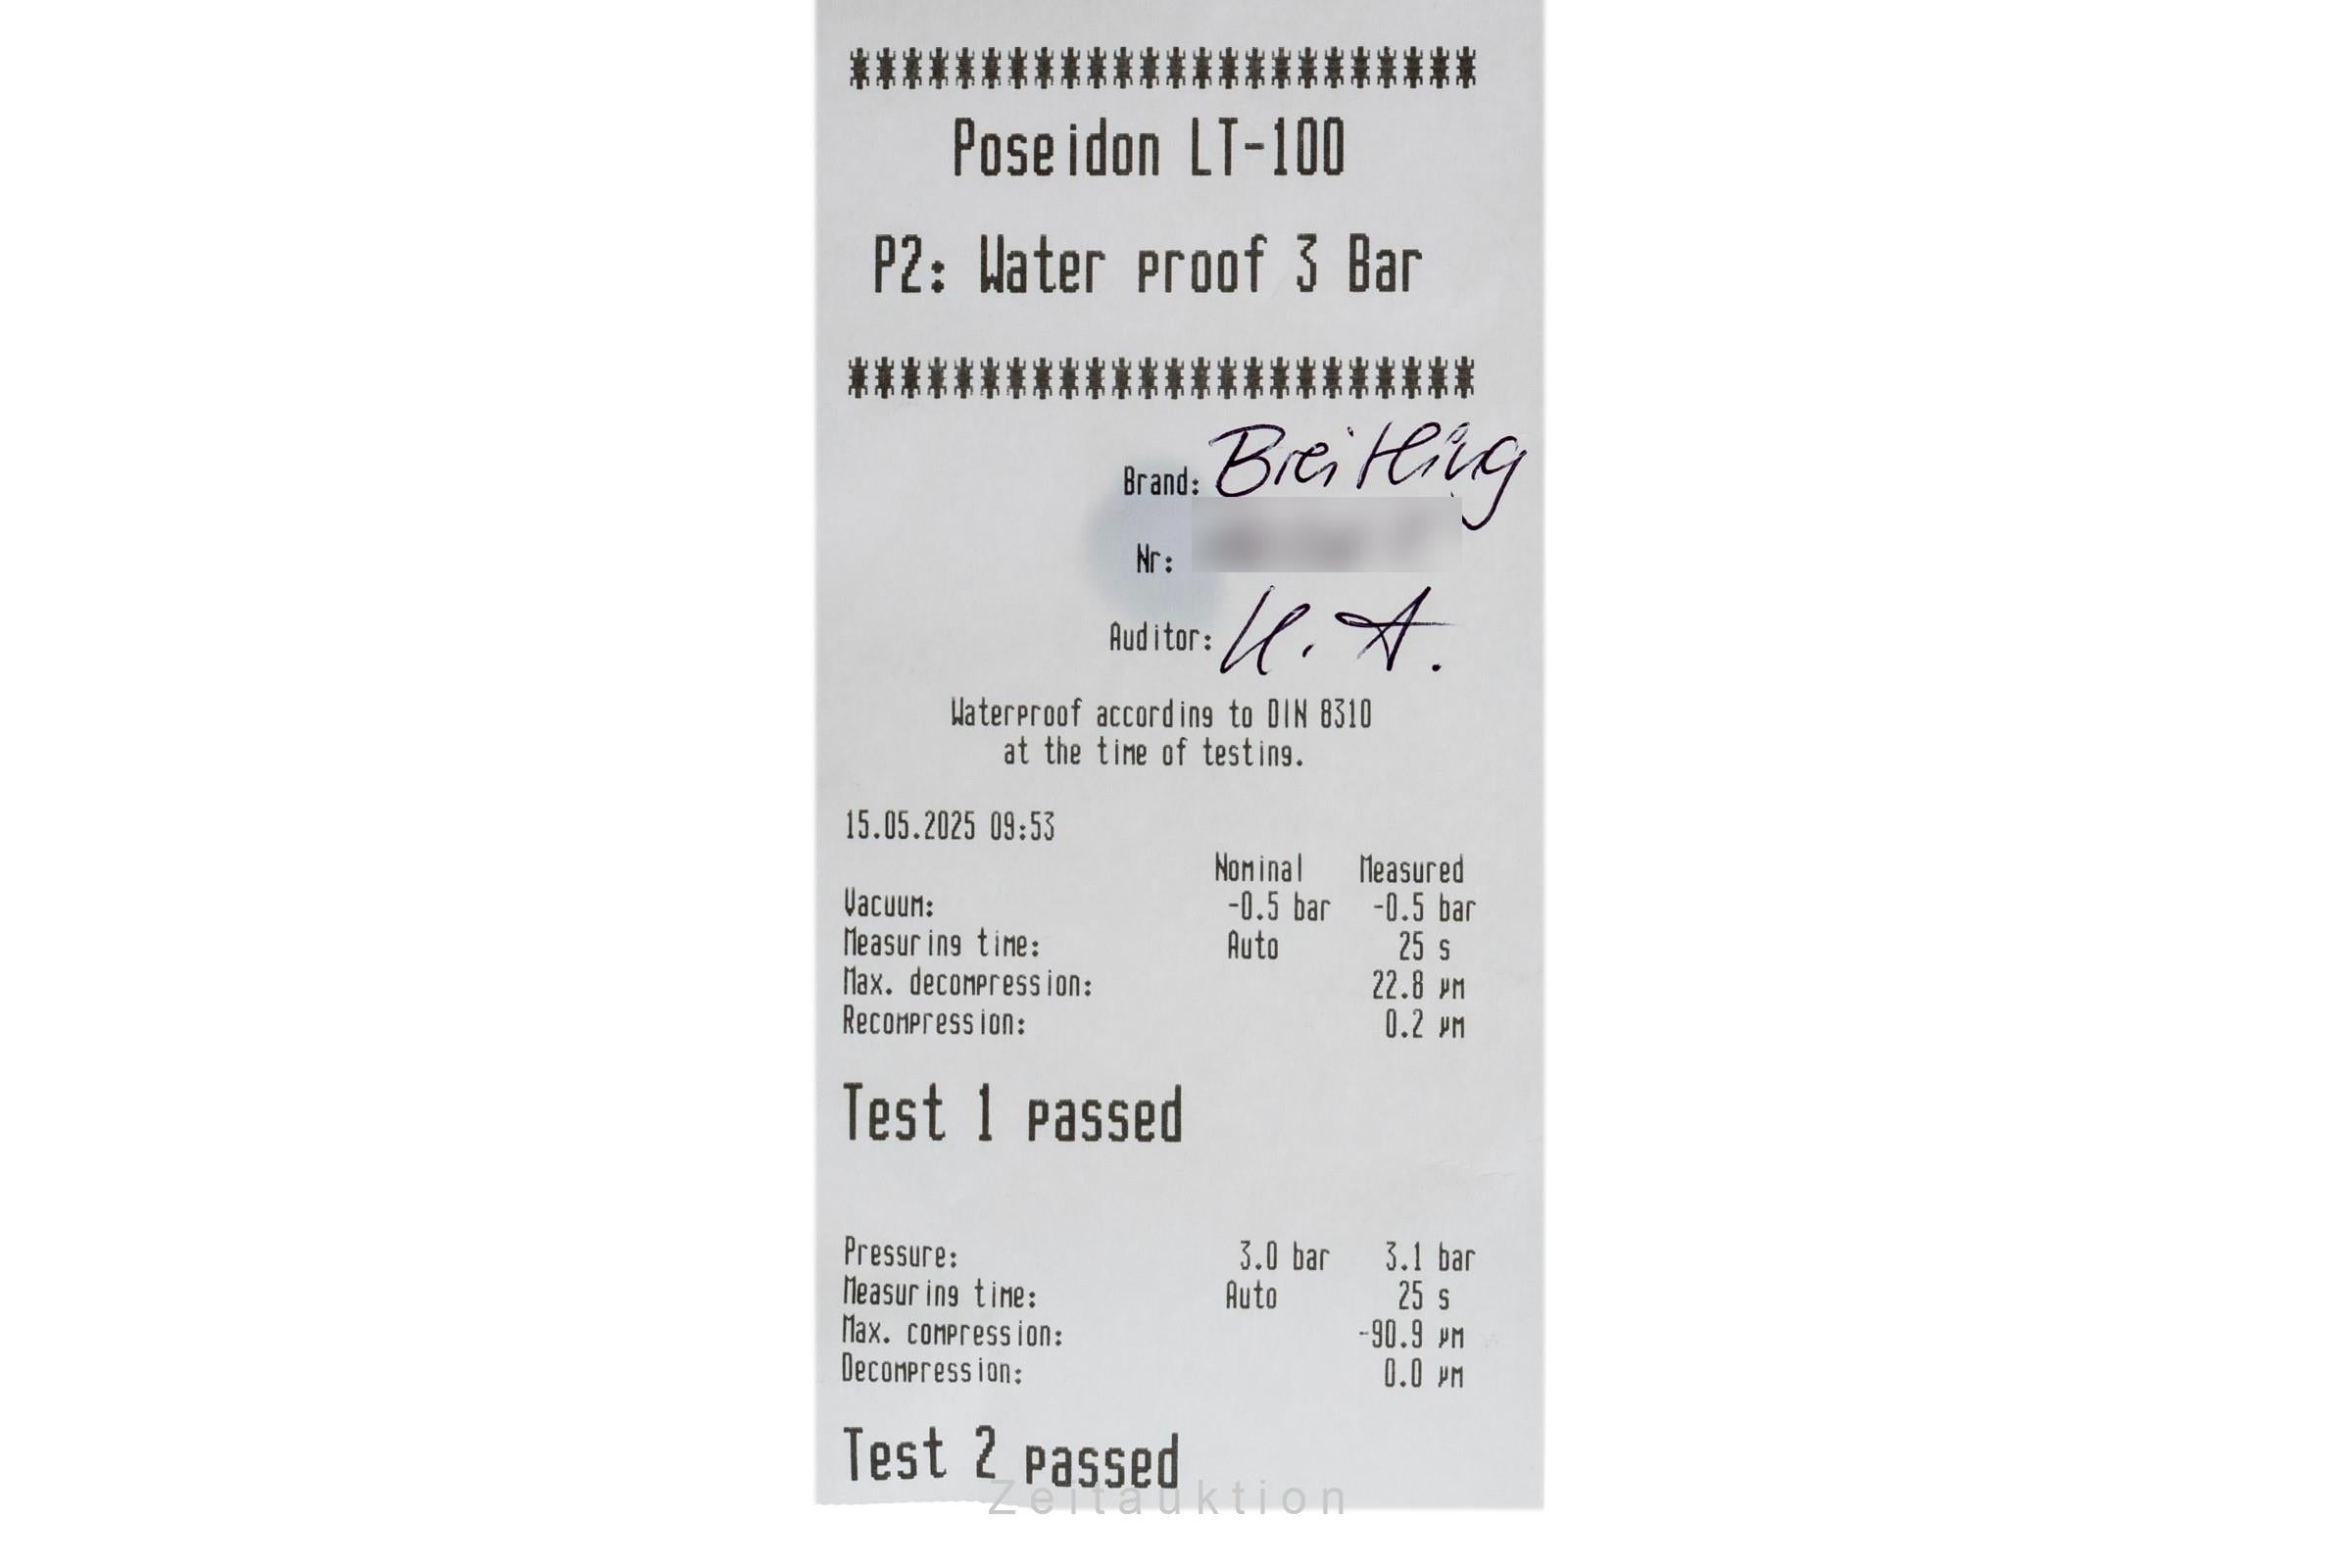 ************************
Poseidon LT-100
P2: Water proof 3 Bar
************************
Brand: Breitling
Nr:
Auditor: K. A.
Waterproof according to DIN 8310
at the time of testing.
15.05.2025 09:53
Nominal Measured
Vacuum: -0.5 bar -0.5 bar
Measuring time: Auto 25 s
Max. decompression: 22.8 µm
Recompression: 0.2 µm
Test 1 passed
Pressure: 3.0 bar 3.1 bar
Measuring time: Auto 25 s
Max. compression: -90.9 µm
Decompression: 0.0 µm
Test 2 passed
Zeitauktion